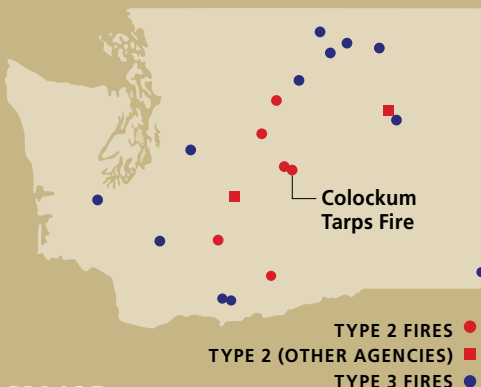 Colockum
Tarps Fire
TYPE 2 FIRES
TYPE 2 (OTHER AGENCIES)
TYPE 3 FIRES